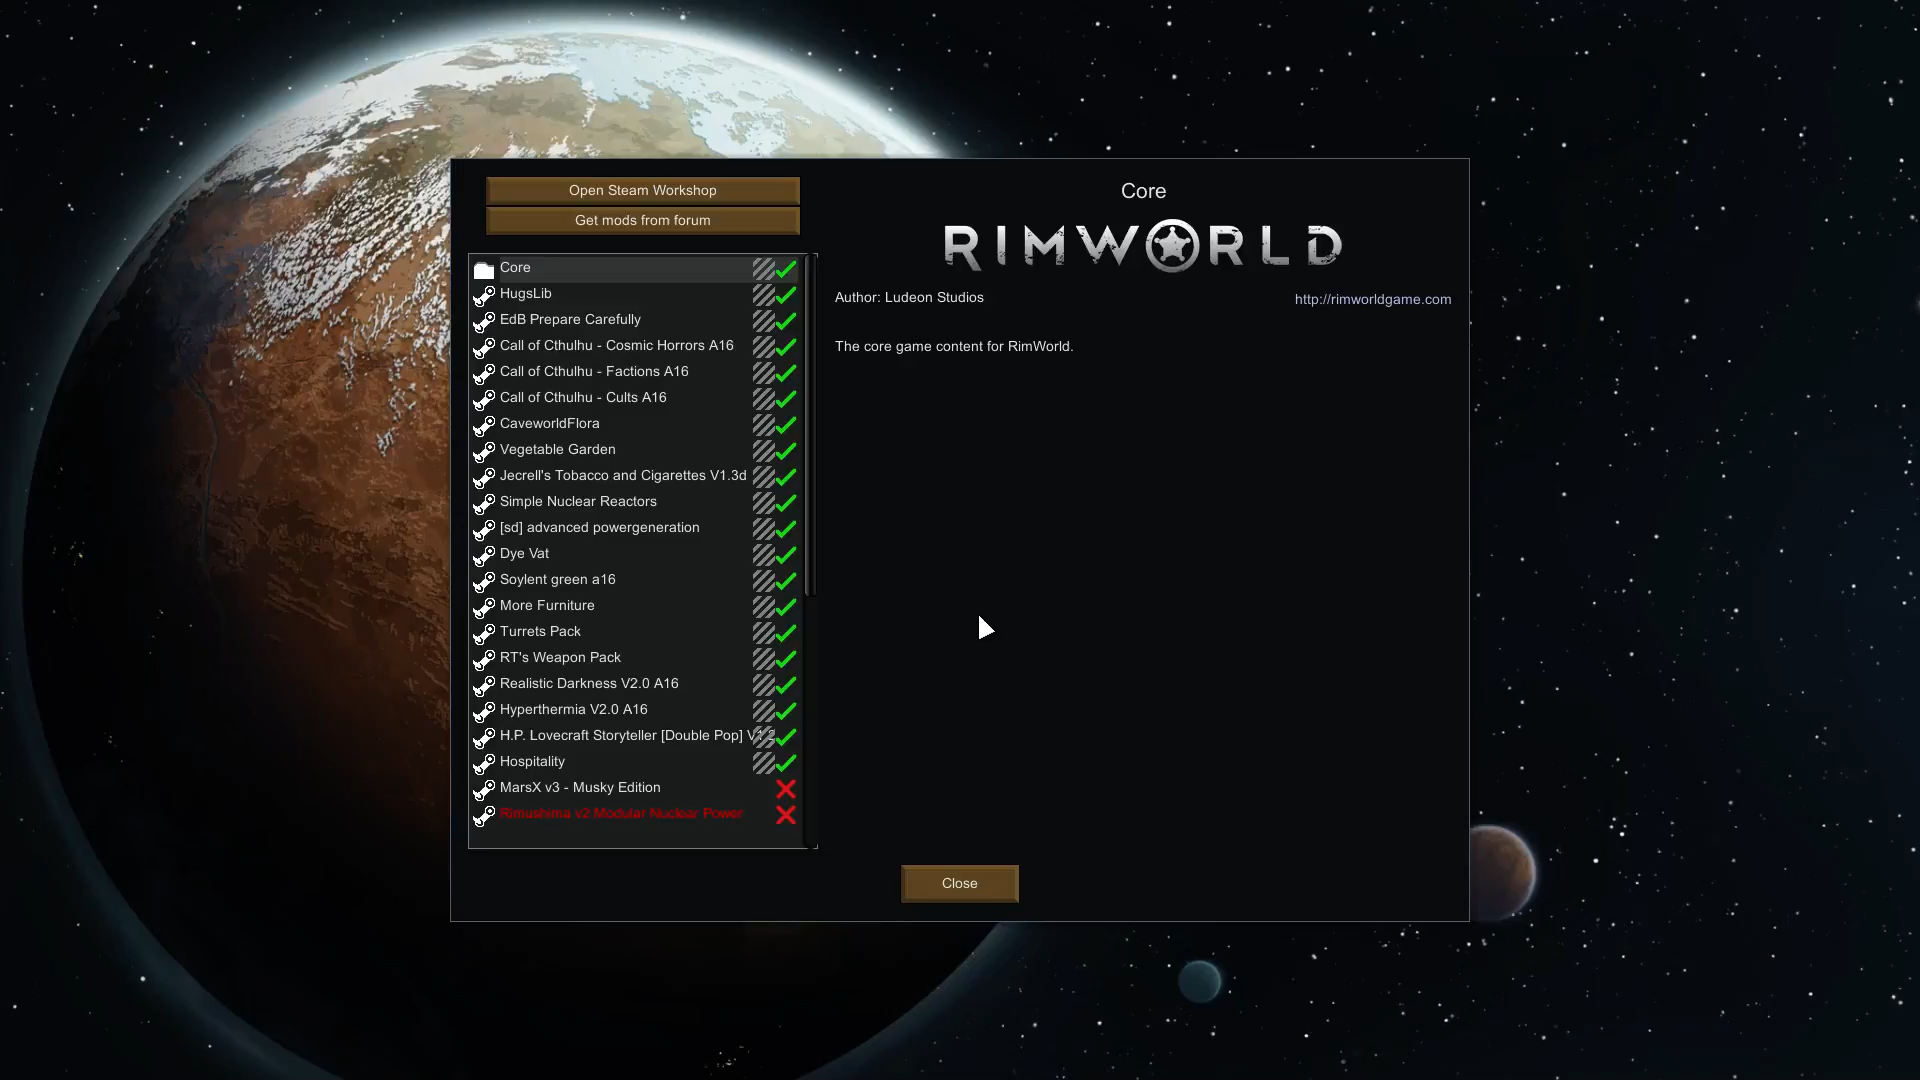 Open Steam Workshop
Get mods from forum
Core
HugsLib
EdB Prepare Carefully
Call of Cthulhu - Cosmic Horrors A16
Call of Cthulhu - Factions A16
Call of Cthulhu - Cults A16
CaveworldFlora
Vegetable Garden
Jecrell's Tobacco and Cigarettes V1.3d
Simple Nuclear Reactors
[sd] advanced powergeneration
Dye Vat
Soylent green a16
More Furniture
Turrets Pack
RT's Weapon Pack
Realistic Darkness V2.0 A16
Hyperthermia V2.0 A16
H.P. Lovecraft Storyteller [Double Pop]
Hospitality
MarsX v3 - Musky Edition
Rimushima v2 Modular Nuclear Power
Core
RIMWORLD
Author: Ludeon Studios
http://rimworldgame.com
The core game content for RimWorld.
Close